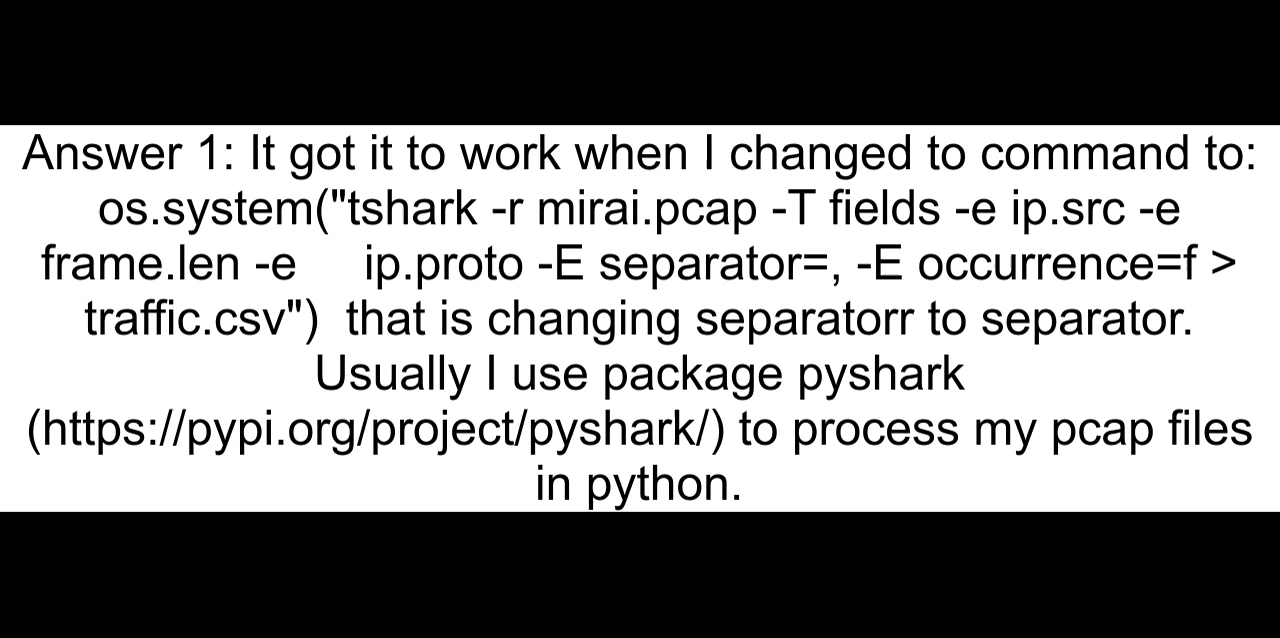 Answer 1: It got it to work when I changed to command to:
os.system("tshark -r mirai.pcap -T fields -e ip.src -e
frame.len -e     ip.proto -E separator=, -E occurrence=f >
traffic.csv")  that is changing separatorr to separator.
Usually I use package pyshark
(https://pypi.org/project/pyshark/) to process my pcap files
in python.